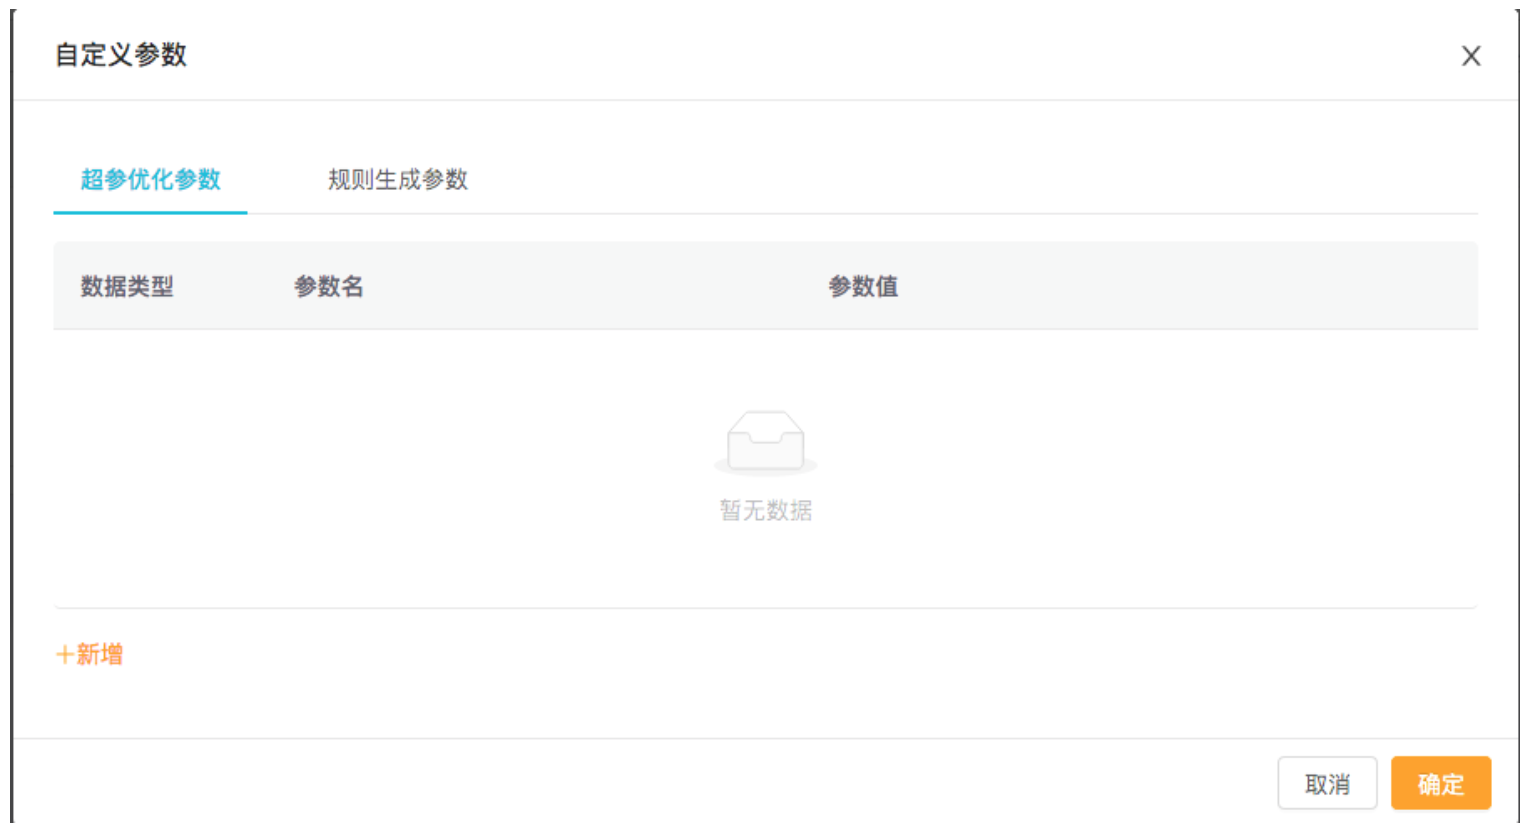 自定义参数
超参优化参数 规则生成参数
数据类型 参数名 参数值
暂无数据
+新增
取消 确定